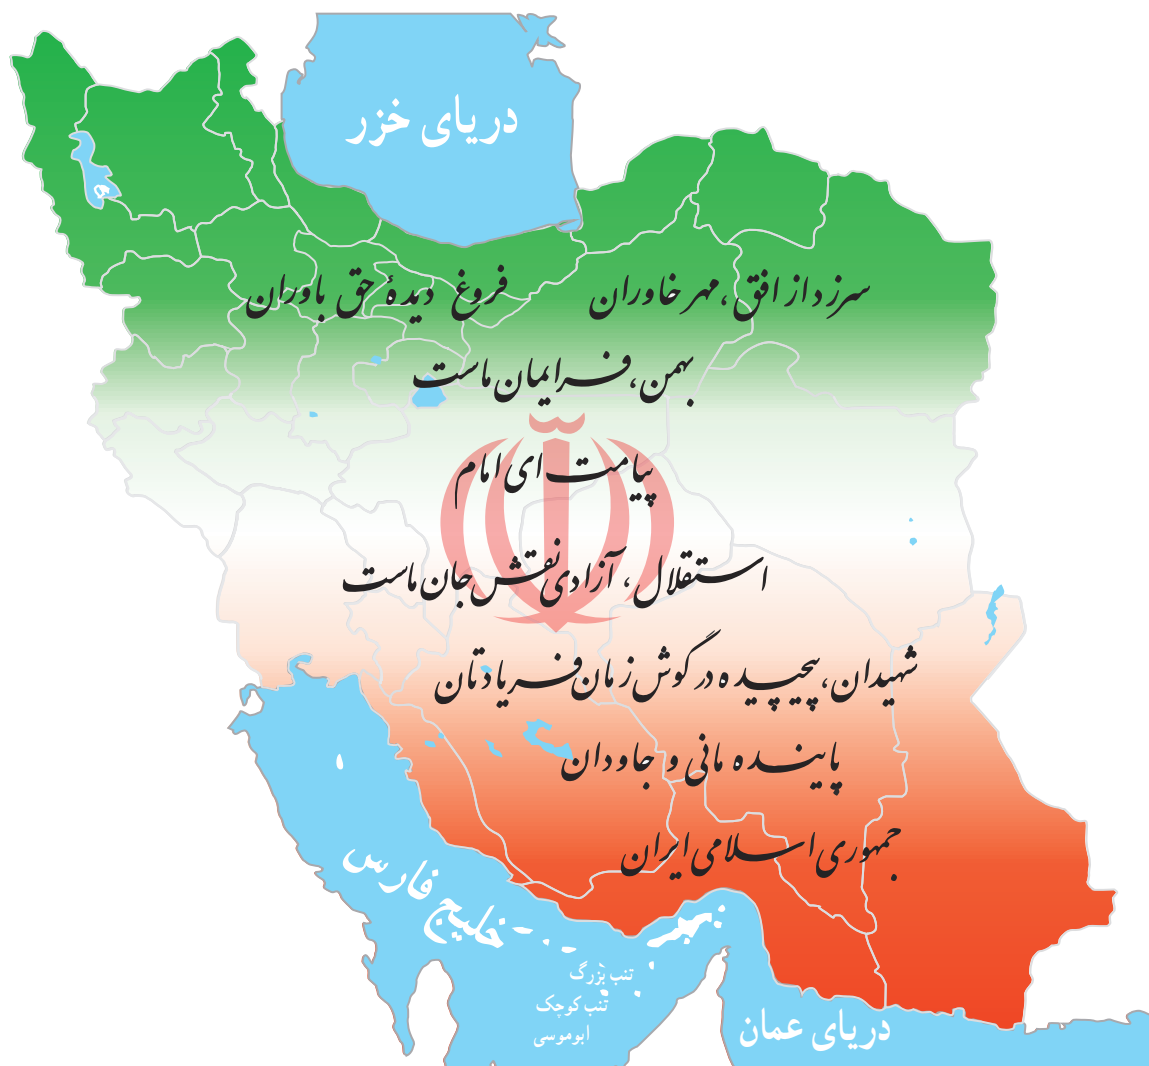 دریای خزر
سرزد از افق، مهر خاوران فروغ دیدهٔ حق باوران
بهمن، فر ایمان ماست
پیامت ای امام
استقلال، آزادی نقش جان ماست
شهیدان، پیچیده در گوش زمان فریادتان
پاینده مانی و جاودان
جمهوری اسلامی ایران
خلیج فارس
تنب بزرگ
تنب کوچک
ابوموسی
دریای عمان